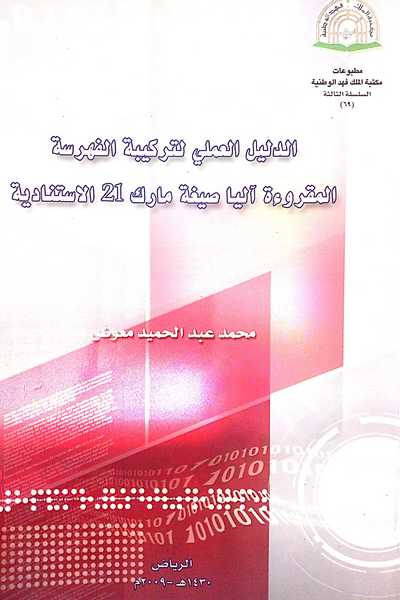 مطبوعات
مكتبة الملك فهد الوطنية
السلسلة الثالثة
(٦٩)
الدليل العملي لتركيبة الفهرسة
المقروءة آليا صيغة مارك 21 الاستنادية
محمد عبد الحميد معوض
الرياض
١٤٣٠هـ - ٢٠٠٩م